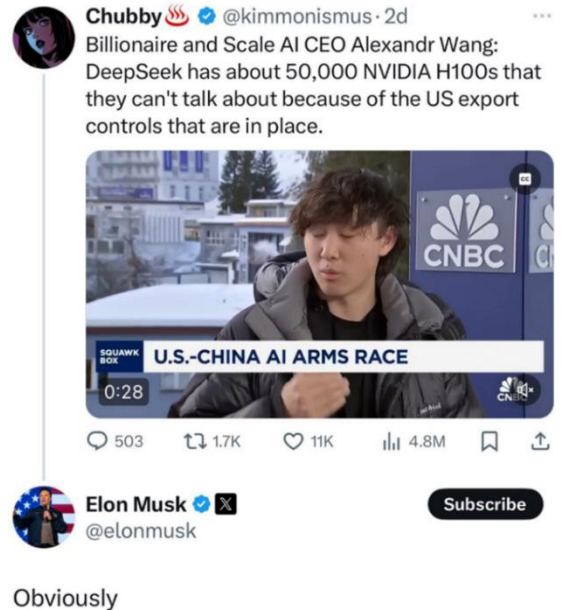 Chubby @kimmonismus · 2d
Billionaire and Scale AI CEO Alexandr Wang:
DeepSeek has about 50,000 NVIDIA H100s that
they can't talk about because of the US export
controls that are in place.
CC
CNBC
SQUAWK
BOX
U.S.-CHINA AI ARMS RACE
0:28
CNBC
503 1.7K 11K 4.8M
Elon Musk X
@elonmusk
Subscribe
Obviously